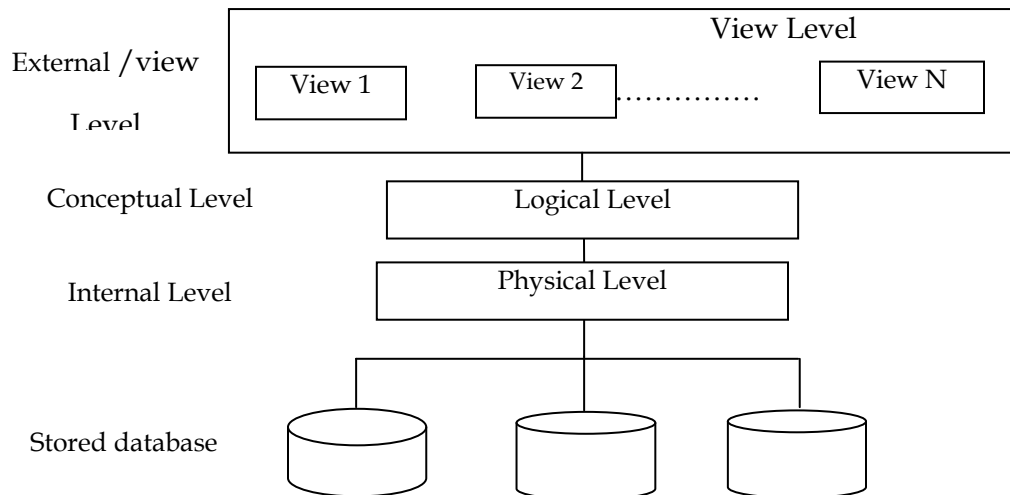 View Level
External /view
Level
View 1
View 2
...............
View N
Conceptual Level
Logical Level
Internal Level
Physical Level
Stored database